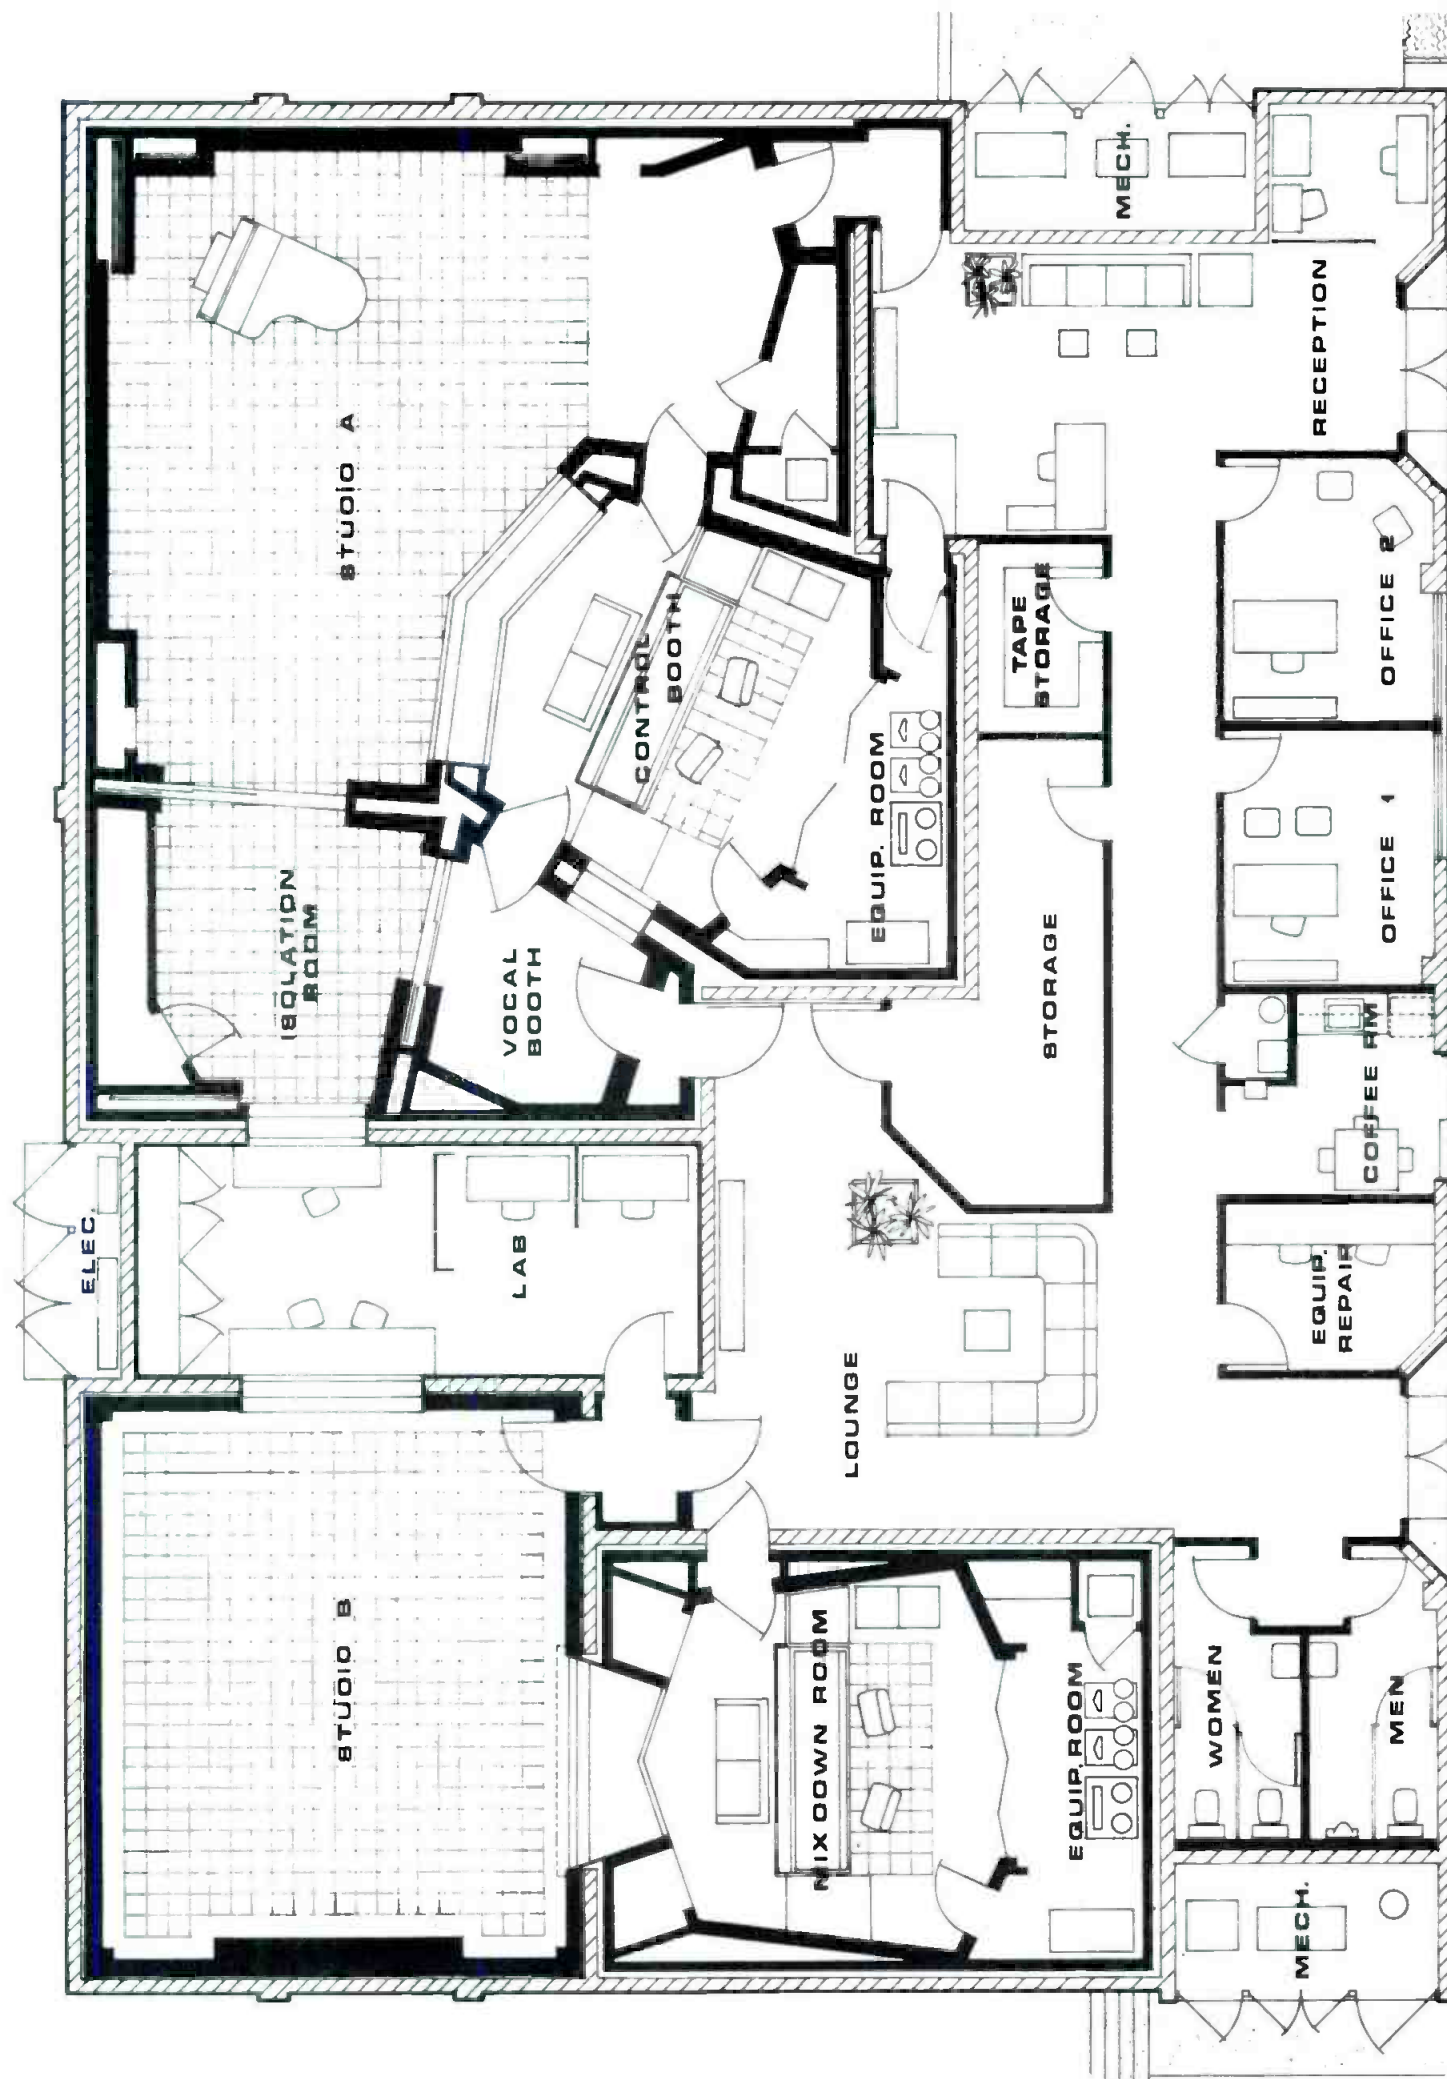 STUDIO B
ELEC.
LAB
ISOLATION
ROOM
STUDIO A
VOCAL
BOOTH
CONTROL
BOOTH
MIXDOWN ROOM
EQUIP. ROOM
LOUNGE
EQUIP. ROOM
STORAGE
TAPE
STORAGE
MECH.
WOMEN
MEN
MECH.
EQUIP.
REPAIR
COFFEE RM
OFFICE 1
OFFICE 2
RECEPTION